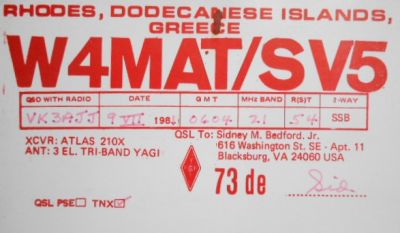 RHODES, DODECANESE ISLANDS,
GREECE
W4MAT/SV5
QSO WITH RADIO DATE GMT MHz BAND R(S)T 2-WAY
VK3AJJ 9 VII 1981 0604 21 54 SSB
XCVR: ATLAS 210X
ANT: 3 EL. TRI-BAND YAGI
QSL To: Sidney M. Bedford, Jr.
616 Washington St. SE - Apt. 11
Blacksburg, VA 24060 USA
73 de Sid
QSL PSE TNX